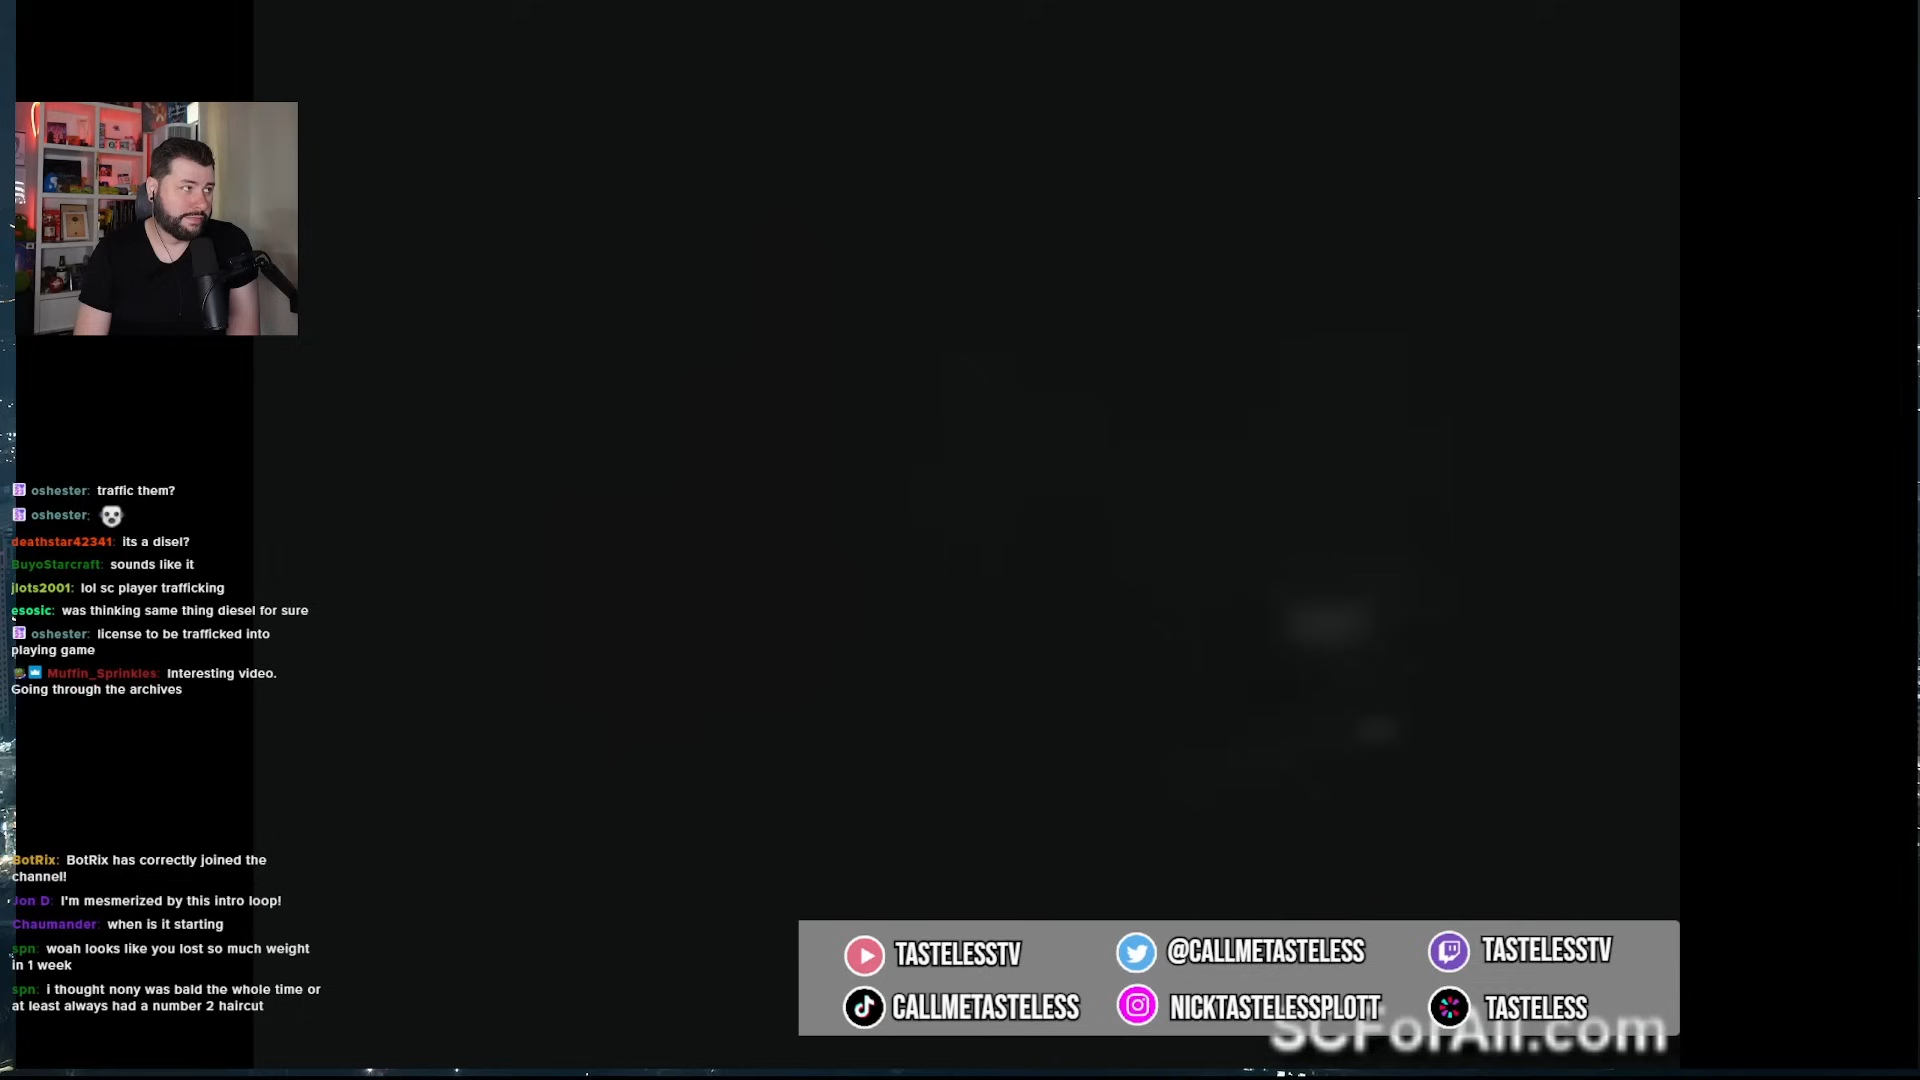 oshester: traffic them?
oshester:
deathstar42341: its a disel?
BuyoStarcraft: sounds like it
jlots2001: lol sc player trafficking
esosic: was thinking same thing diesel for sure
oshester: license to be trafficked into
playing game
Muffin_Sprinkles: Interesting video.
Going through the archives
BotRix: BotRix has correctly joined the
channel!
Jon D: I'm mesmerized by this intro loop!
Chaumander: when is it starting
spn: woah looks like you lost so much weight
in 1 week
spn: i thought nony was bald the whole time or
at least always had a number 2 haircut
TASTELESSTV @CALLMETASTELESS TASTELESSTV
CALLMETASTELESS NICKTASTELESSPLOTT TASTELESS
SCForAll.com